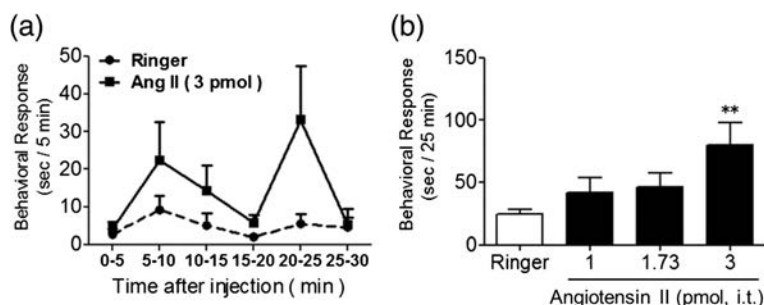 (a)
Behavioral Response
(sec / 5 min)
50
40
30
20
10
0
Ringer
Ang II ( 3 pmol )
0-5 5-10 10-15 15-20 20-25 25-30
Time after injection ( min )
(b)
Behavioral Response
(sec / 25 min)
150
100
50
0
**
Ringer 1 1.73 3
Angiotensin II (pmol, i.t.)